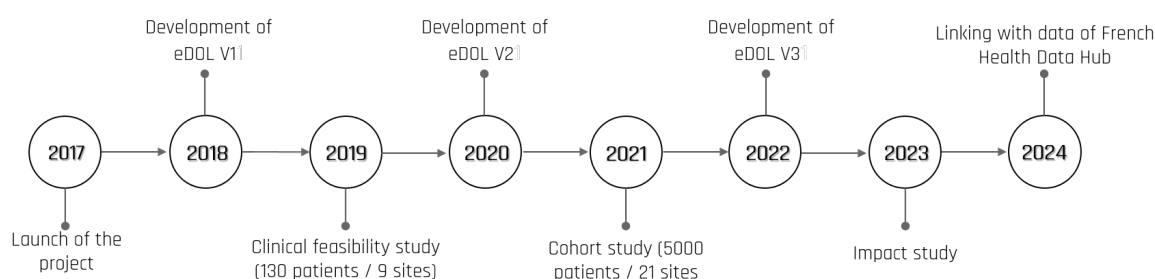 Development of
eDOL V1
Development of
eDOL V2
Development of
eDOL V3
Linking with data of French
Health Data Hub
2017
2018
2019
2020
2021
2022
2023
2024
Launch of the
project
Clinical feasibility study
(130 patients / 9 sites)
Cohort study (5000
patients / 21 sites
Impact study